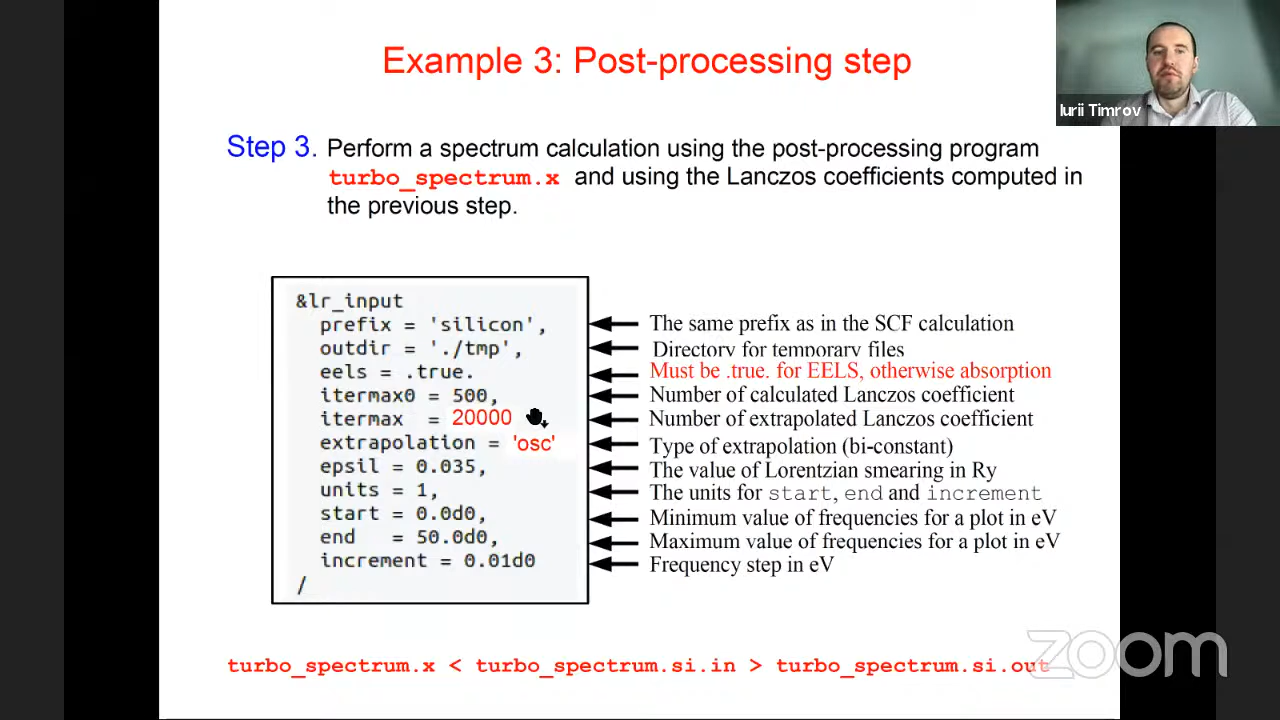 Example 3: Post-processing step
Iurii Timrov
Step 3. Perform a spectrum calculation using the post-processing program
turbo_spectrum.x and using the Lanczos coefficients computed in
the previous step.
&lr_input
prefix = 'silicon', The same prefix as in the SCF calculation
outdir = './tmp', Directory for temporary files
eels = .true. Must be .true. for EELS, otherwise absorption
itermax0 = 500, Number of calculated Lanczos coefficient
itermax = 20000 Number of extrapolated Lanczos coefficient
extrapolation = 'osc' Type of extrapolation (bi-constant)
epsil = 0.035, The value of Lorentzian smearing in Ry
units = 1, The units for start, end and increment
start = 0.0d0, Minimum value of frequencies for a plot in eV
end = 50.0d0, Maximum value of frequencies for a plot in eV
increment = 0.01d0 Frequency step in eV
/
turbo_spectrum.x < turbo_spectrum.si.in > turbo_spectrum.si.out
zoom